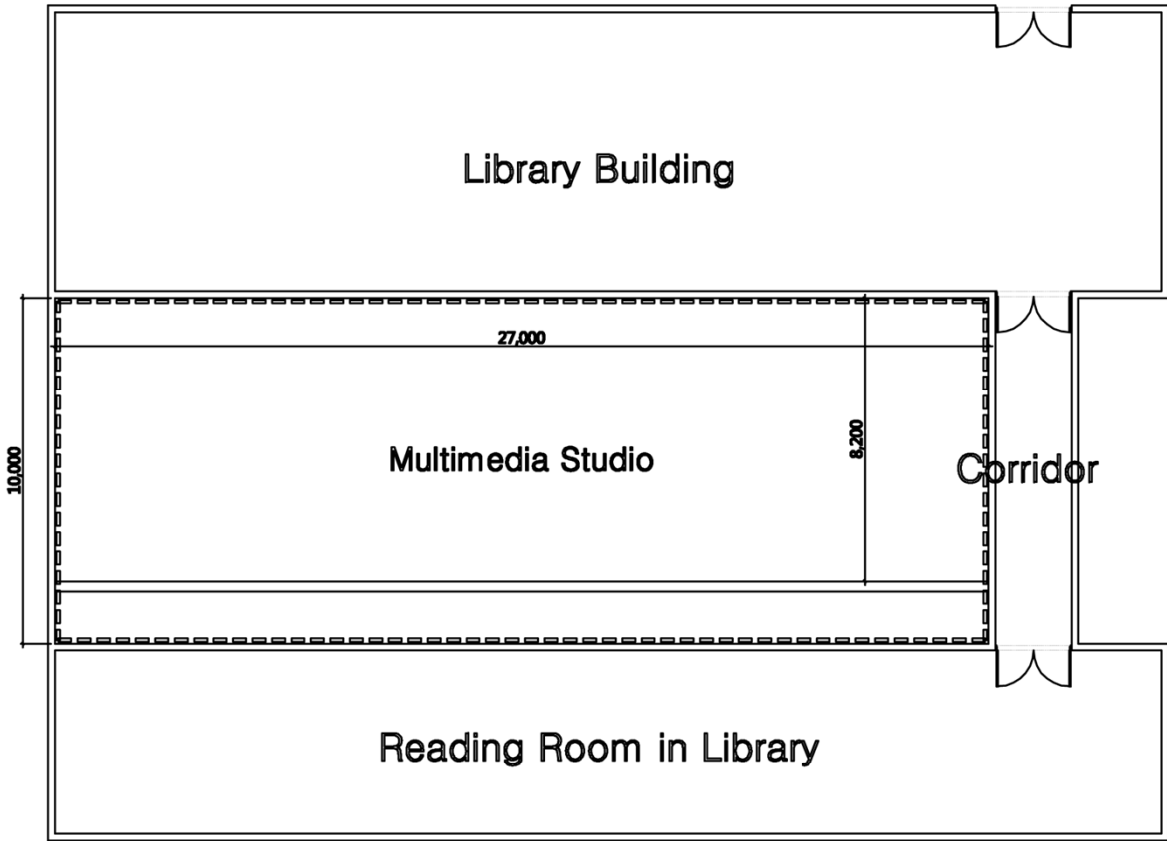 Library Building
27,000
10,000
Multimedia Studio
8,200
Corridor
Reading Room in Library